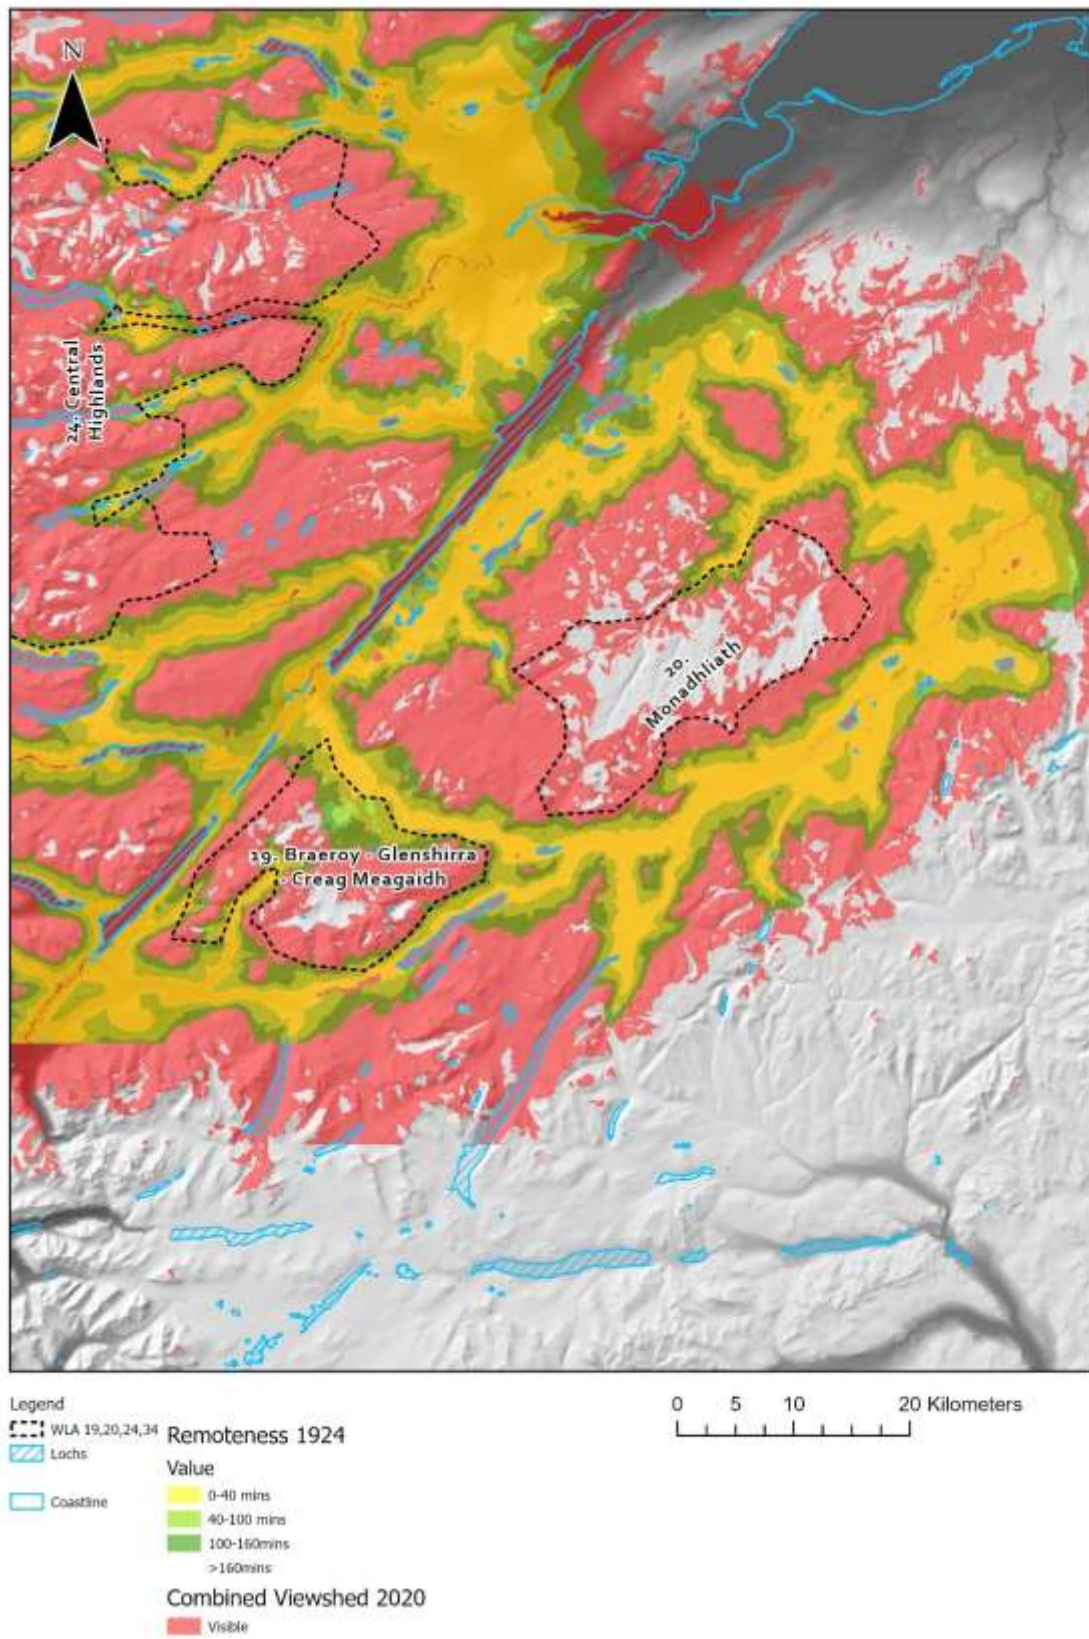 N
24. Central
Highlands
20.
Monadhliath
19. Braeroy - Glenshirra
- Creag Meagaidh
Legend
WLA 19,20,24,34
Lochs
Coastline
Remoteness 1924
Value
0-40 mins
40-100 mins
100-160mins
>160mins
Combined Viewshed 2020
Visible
0 5 10 20 Kilometers